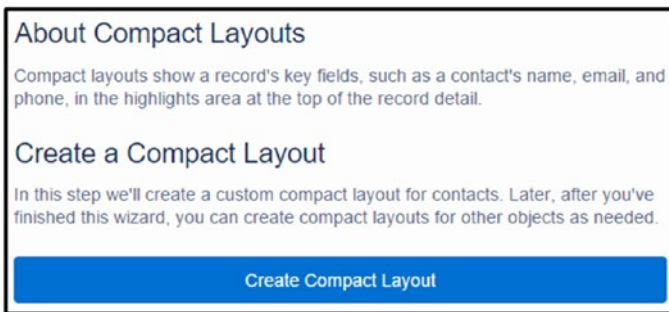 About Compact Layouts
Compact layouts show a record's key fields, such as a contact's name, email, and
phone, in the highlights area at the top of the record detail.
Create a Compact Layout
In this step we'll create a custom compact layout for contacts. Later, after you've
finished this wizard, you can create compact layouts for other objects as needed.
Create Compact Layout